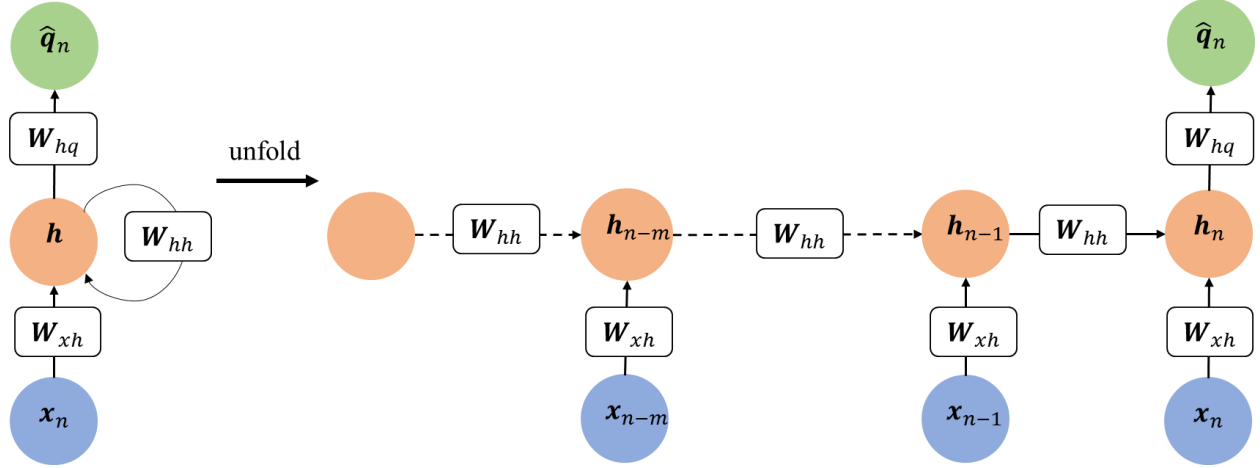 q̂ₙ
W_hq
h
W_hh
W_xh
xₙ
unfold
W_hh
h_{n−m}
W_hh
h_{n−1}
W_hh
hₙ
q̂ₙ
W_hq
W_xh
W_xh
W_xh
x_{n−m}
x_{n−1}
xₙ